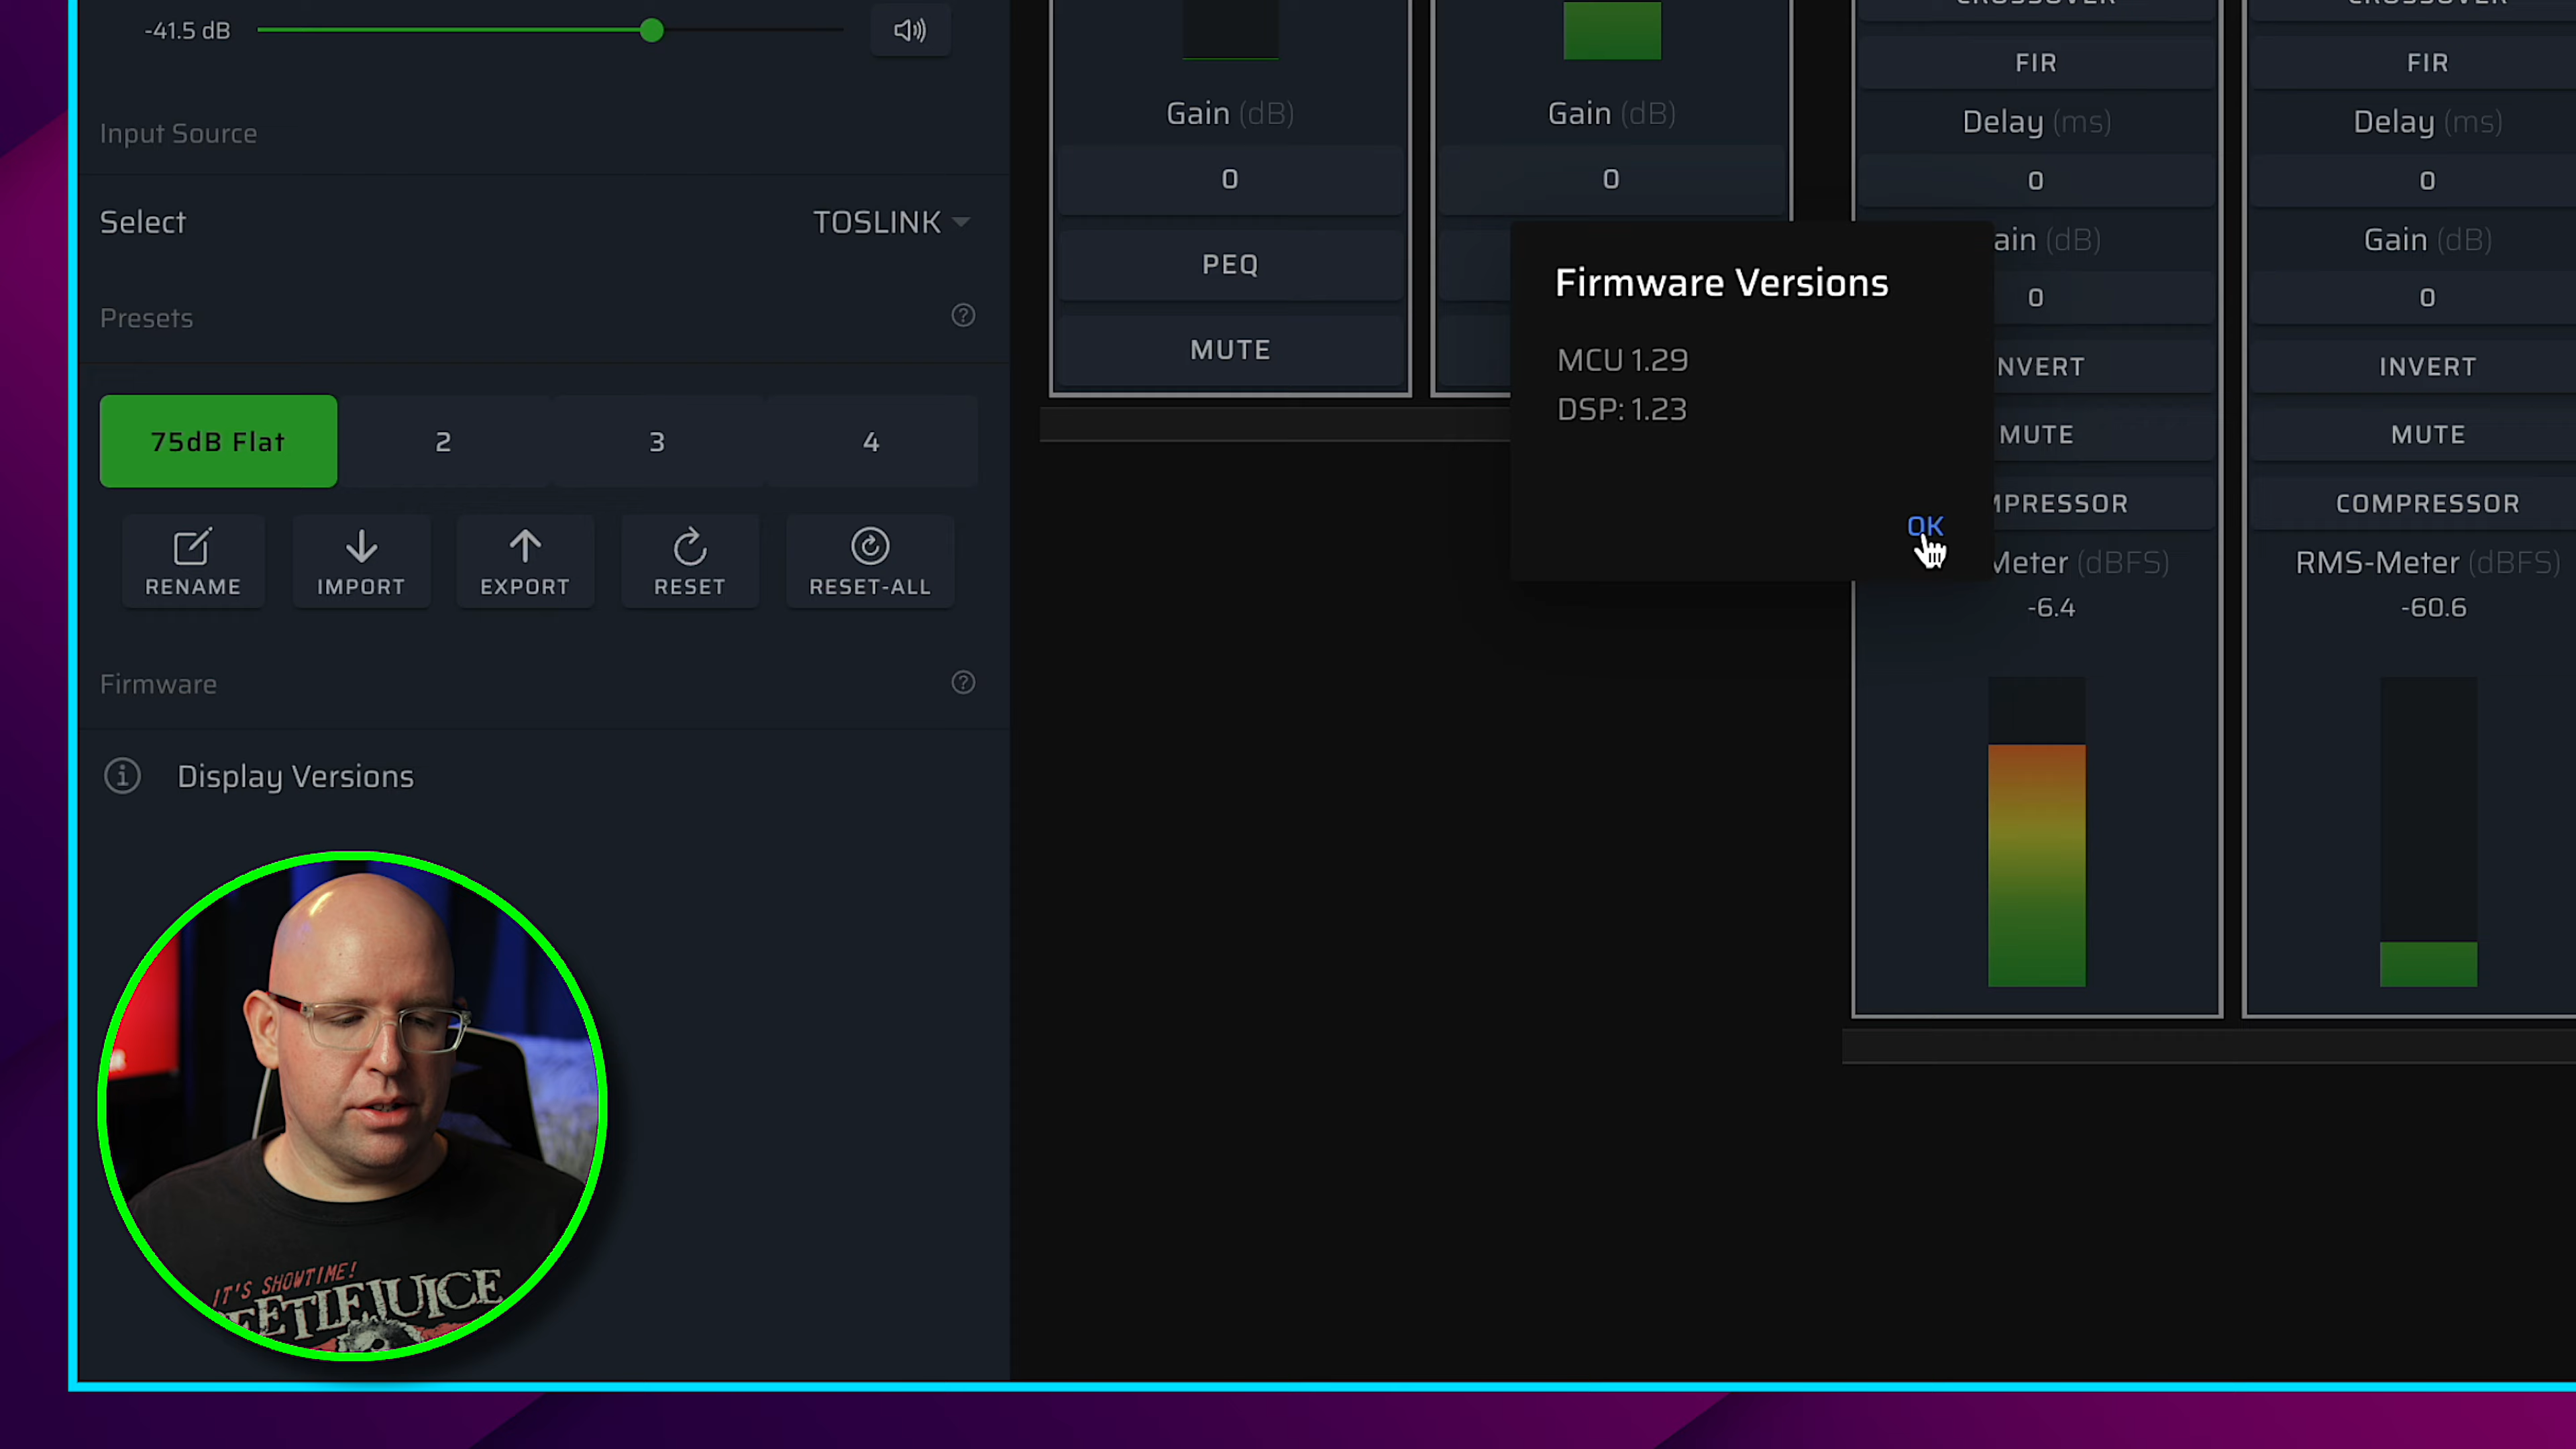 -41.5 dB
Input Source
Select
TOSLINK
Presets
75dB Flat
2
3
4
RENAME
IMPORT
EXPORT
RESET
RESET-ALL
Firmware
Display Versions
IT'S SHOWTIME!
EETLEJUICE
Gain (dB)
0
PEQ
MUTE
Gain (dB)
0
Firmware Versions
MCU 1.29
DSP: 1.23
OK
CROSSOVER
FIR
Delay (ms)
0
ain (dB)
0
NVERT
MUTE
MPRESSOR
Meter (dBFS)
-6.4
CROSSOVER
FIR
Delay (ms)
0
Gain (dB)
0
INVERT
MUTE
COMPRESSOR
RMS-Meter (dBFS)
-60.6